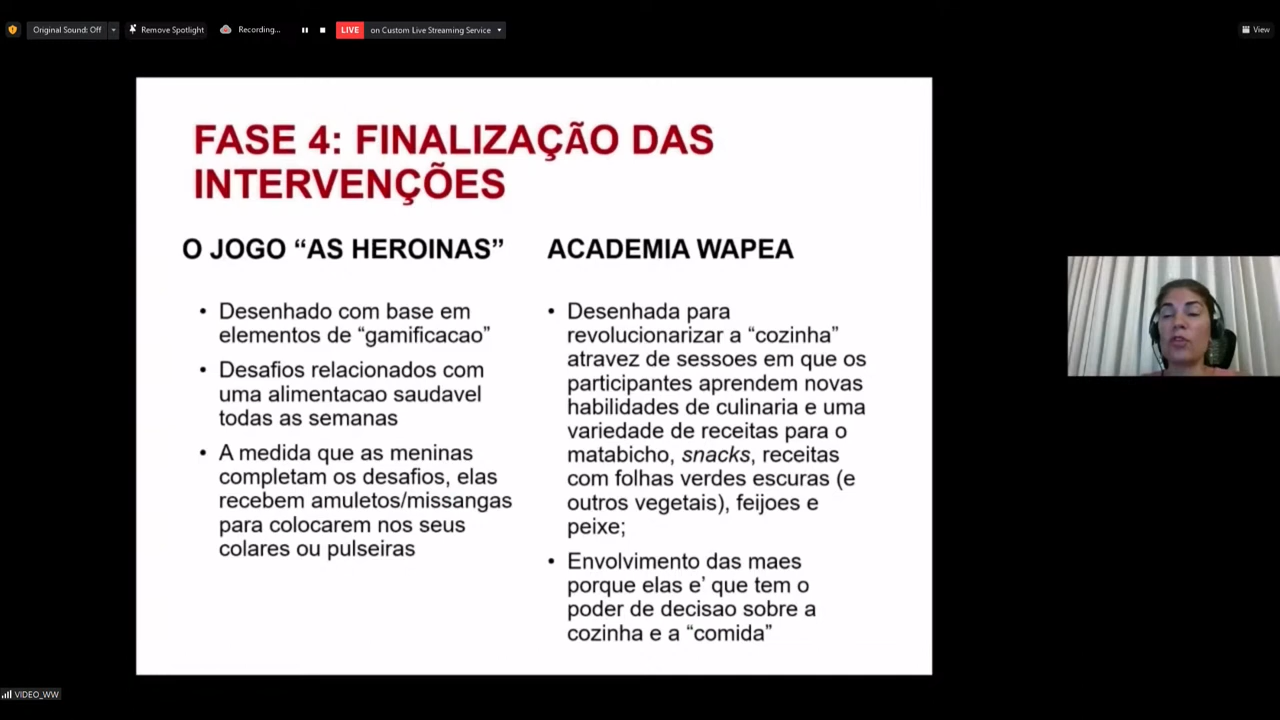 Original Sound: Off
Remove Spotlight
Recording...
LIVE
on Custom Live Streaming Service
View
FASE 4: FINALIZAÇÃO DAS
INTERVENÇÕES
O JOGO “AS HEROINAS”
• Desenhado com base em
elementos de “gamificacao”
• Desafios relacionados com
uma alimentacao saudavel
todas as semanas
• A medida que as meninas
completam os desafios, elas
recebem amuletos/missangas
para colocarem nos seus
colares ou pulseiras
ACADEMIA WAPEA
• Desenhada para
revolucionarizar a “cozinha”
atravez de sessoes em que os
participantes aprendem novas
habilidades de culinaria e uma
variedade de receitas para o
matabicho, snacks, receitas
com folhas verdes escuras (e
outros vegetais), feijoes e
peixe;
• Envolvimento das maes
porque elas e’ que tem o
poder de decisao sobre a
cozinha e a “comida”
VIDEO_WW